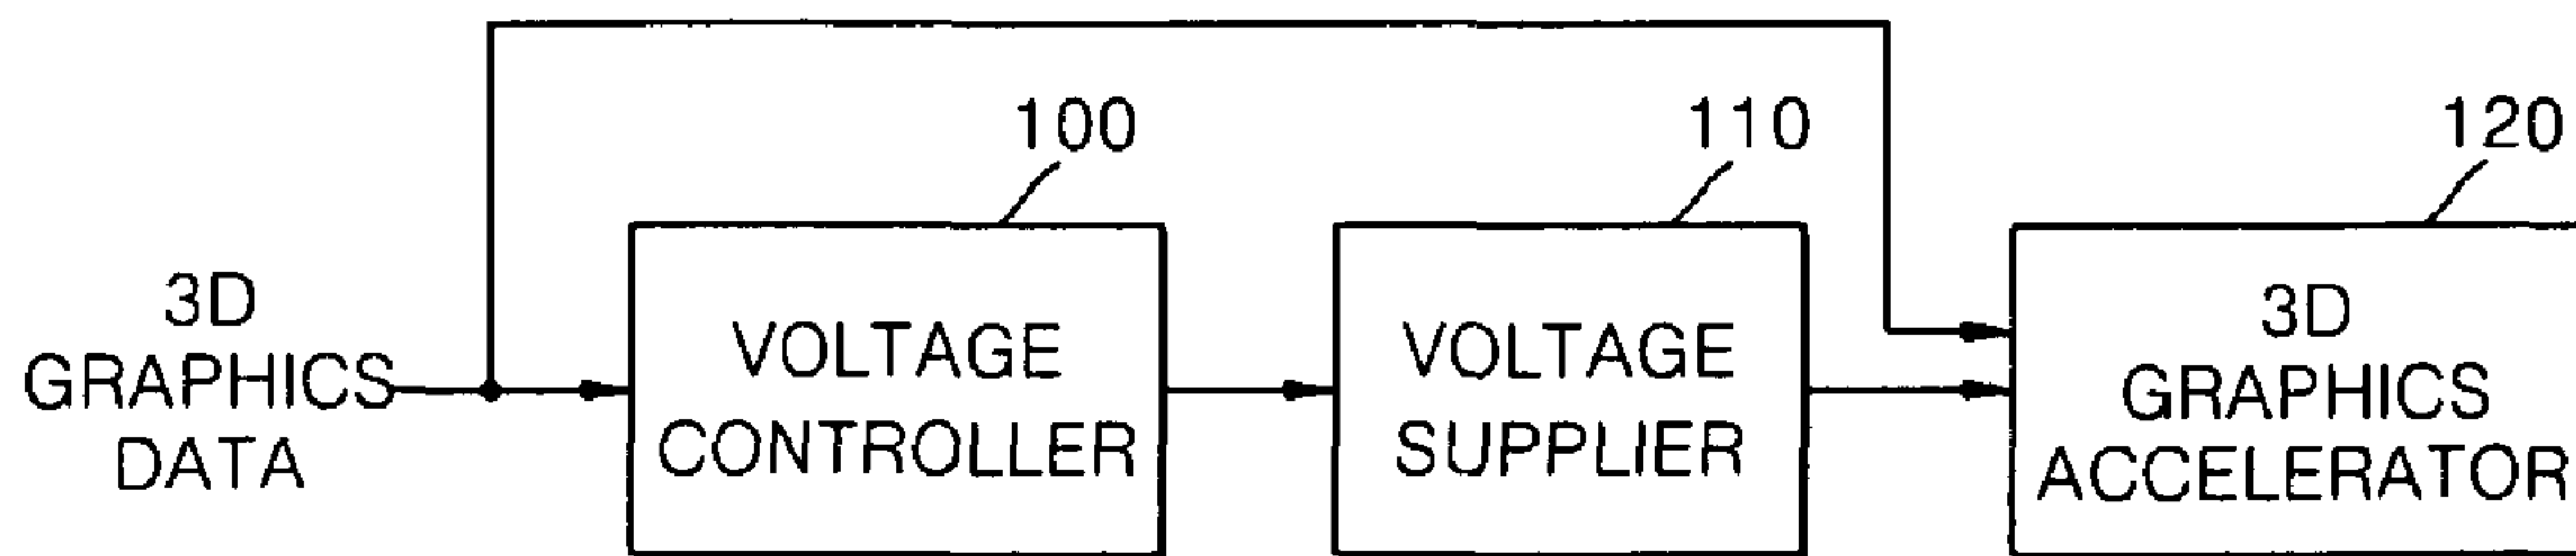 100
110
120
3D
GRAPHICS
DATA
VOLTAGE
CONTROLLER
VOLTAGE
SUPPLIER
3D
GRAPHICS
ACCELERATOR